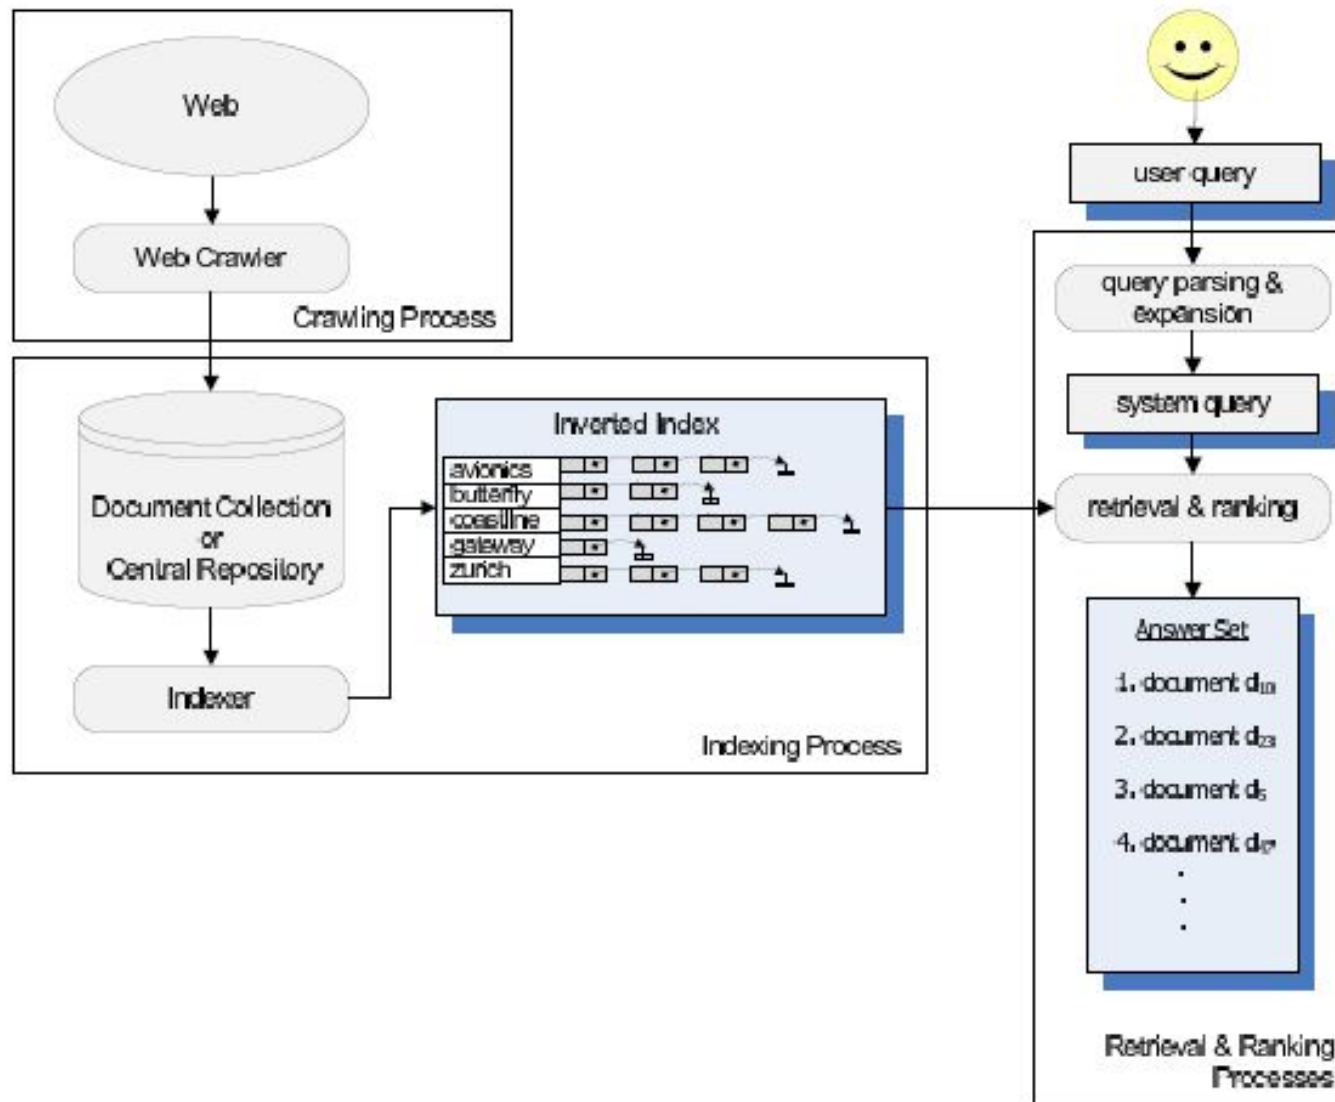 Web
Web Crawler
Crawling Process
Document Collection
or
Central Repository
Indexer
Inverted Index
avionics
butterfly
coastline
gateway
zurich
Indexing Process
user query
query parsing &
expansion
system query
retrieval & ranking
Answer Set
1. document d10
2. document d23
3. document d5
4. document d
Retrieval & Ranking
Processes